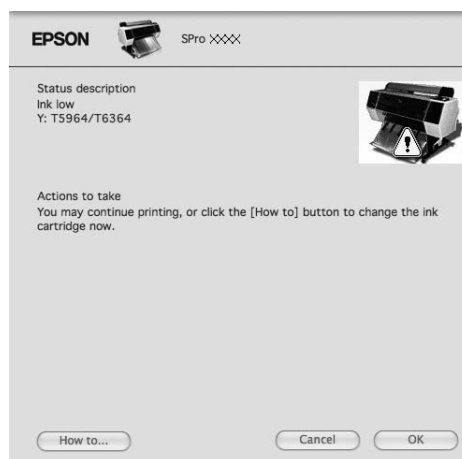 EPSON
SPro XXXX
Status description
Ink low
Y: T5964/T6364
Actions to take
You may continue printing, or click the [How to] button to change the ink
cartridge now.
How to...
Cancel
OK